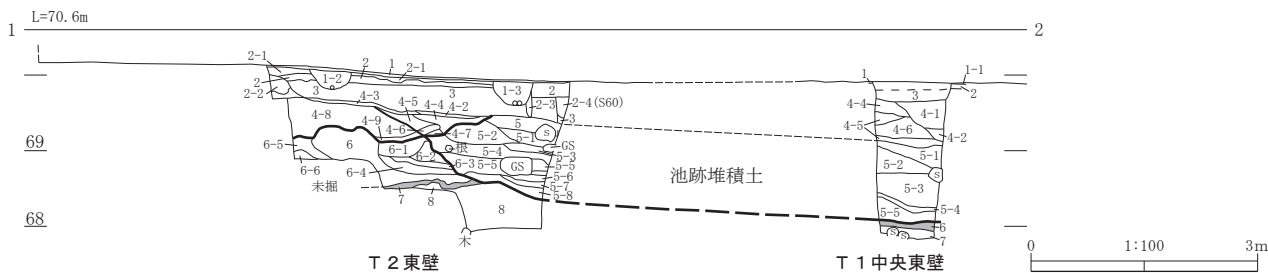 L=70.6m
1 2
2-1 2 1 2-1 1 1-1
2 1-2 3 1-3 2 3 2
2-2 3 4-3 2-3 2-4(S60)
4-5 4-4 4-2 3 4-4 4-1
4-8 4-9 4-6 4-7 5 5-1 S 4-5 4-6 4-2
69
6-5 6 6-1 6-2 根 5-2 5-4 GS 5-3 5-1
6-6 6-4 6-3 5-5 GS 5-5 5-2 S
未掘 5-6 池跡堆積土 5-3
7 8 5-7 5-8 5-5 5-4
68
8 6
木 S S 7
T2東壁 T1中央東壁
0 1:100 3m